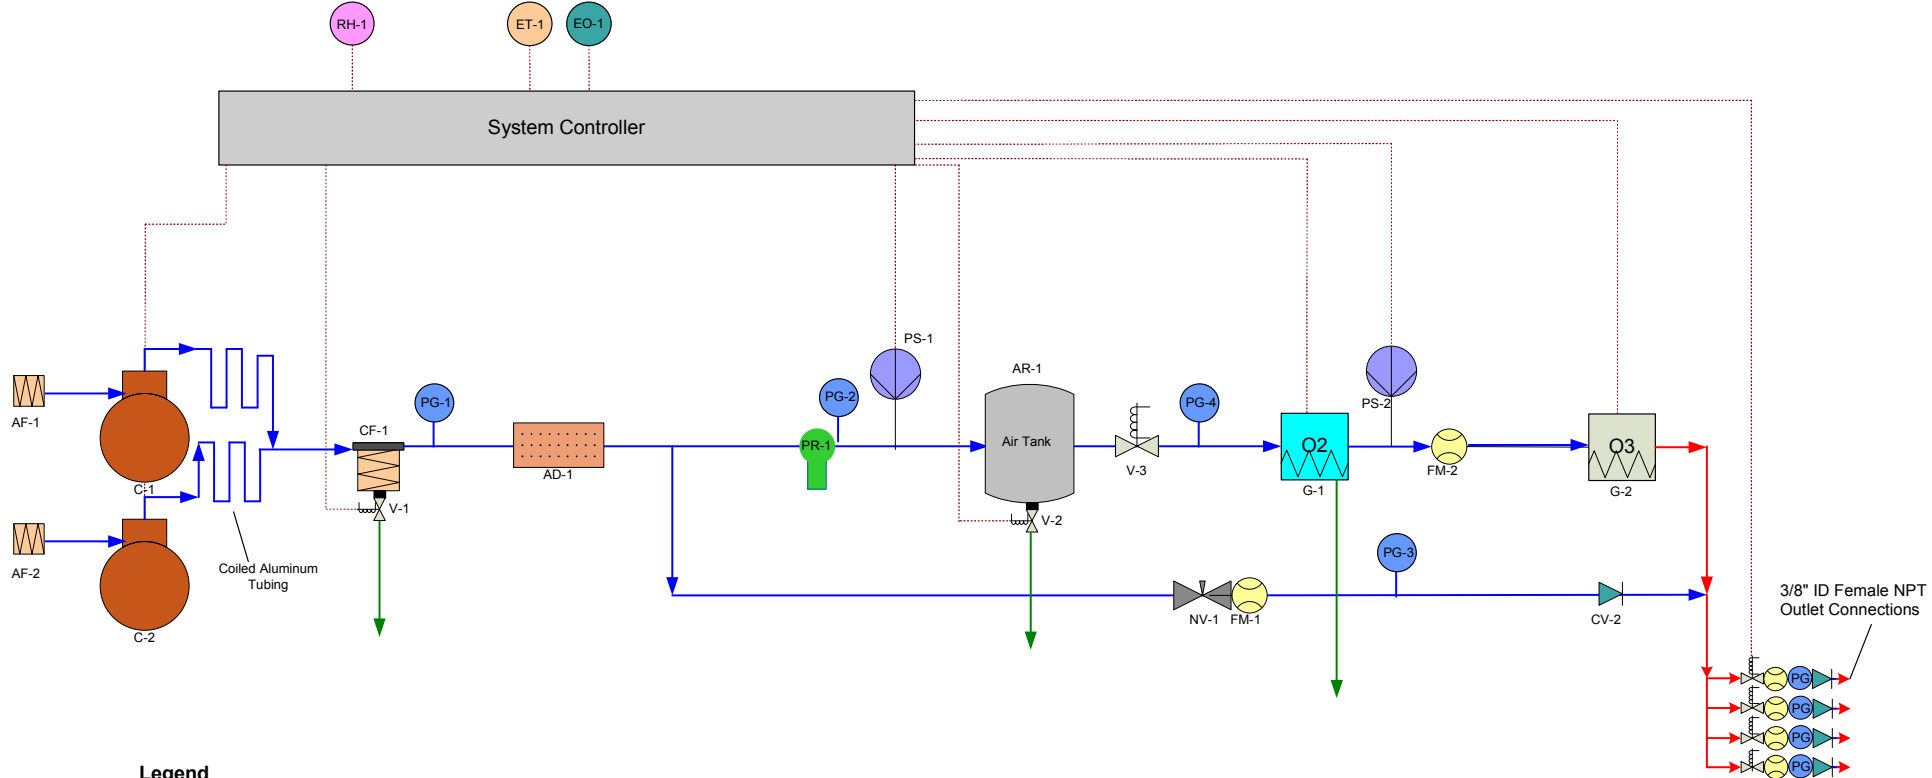 RH-1
ET-1
EO-1
System Controller
PS-1
AR-1
PG-1
PG-2
PG-4
PS-2
AF-1
CF-1
PR-1
Air Tank
O2
O3
V-3
FM-2
AD-1
G-1
G-2
C-1
V-1
V-2
AF-2
Coiled Aluminum
Tubing
PG-3
C-2
NV-1
FM-1
CV-2
3/8" ID Female NPT
Outlet Connections
PG
PG
PG
PG
Legend